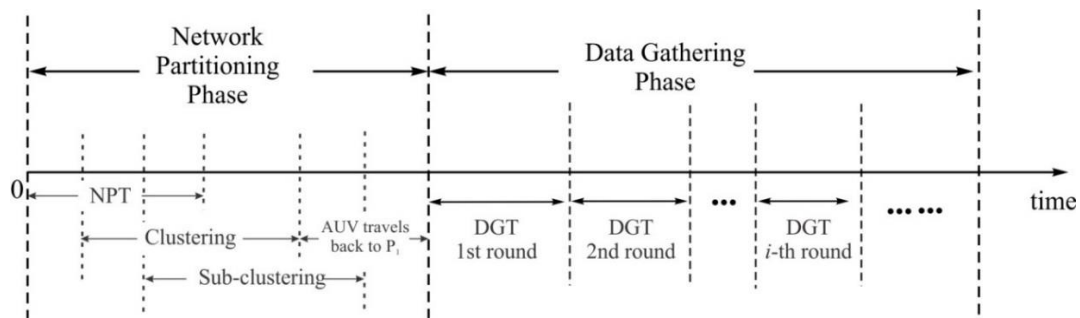 Network
Partitioning
Phase
Data Gathering
Phase
0
time
NPT
Clustering
AUV travels
back to P₁
Sub-clustering
DGT
1st round
DGT
2nd round
•••
DGT
i-th round
••• •••